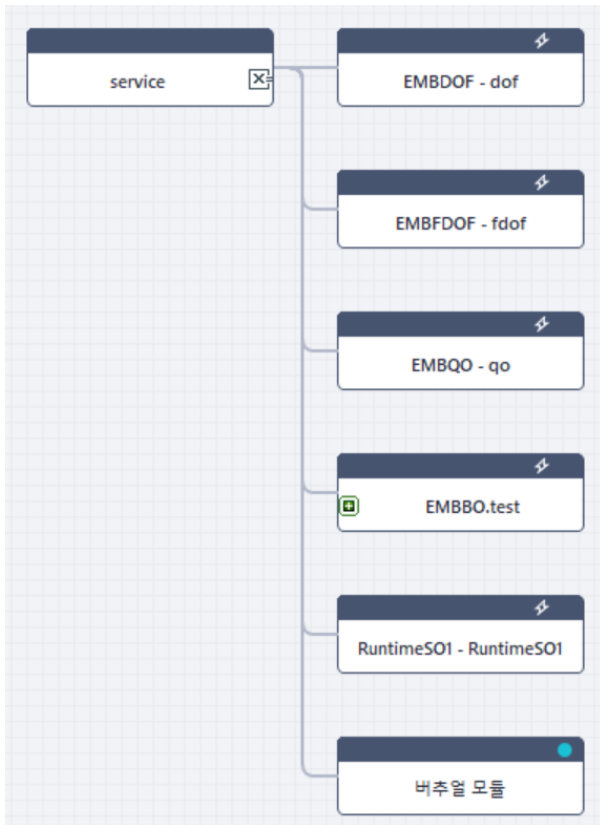 service
EMBDOF - dof
EMBFDOF - fdof
EMBQO - qo
EMBBO.test
RuntimeSO1 - RuntimeSO1
버추얼 모듈